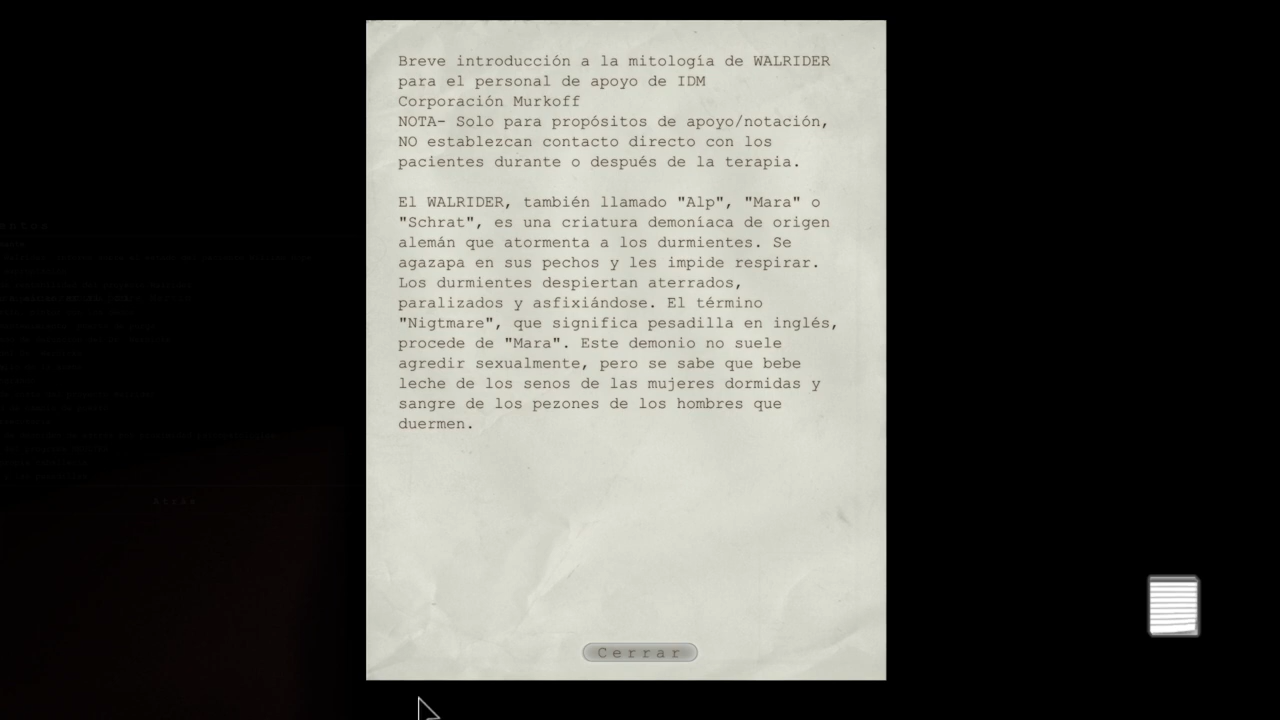 Breve introducción a la mitología de WALRIDER
para el personal de apoyo de IDM
Corporación Murkoff
NOTA- Solo para propósitos de apoyo/notación,
NO establezcan contacto directo con los
pacientes durante o después de la terapia.
El WALRIDER, también llamado "Alp", "Mara" o
"Schrat", es una criatura demoníaca de origen
alemán que atormenta a los durmientes. Se
agazapa en sus pechos y les impide respirar.
Los durmientes despiertan aterrados,
paralizados y asfixiándose. El término
"Nigtmare", que significa pesadilla en inglés,
procede de "Mara". Este demonio no suele
agredir sexualmente, pero se sabe que bebe
leche de los senos de las mujeres dormidas y
sangre de los pezones de los hombres que
duermen.
Atrás
Cerrar